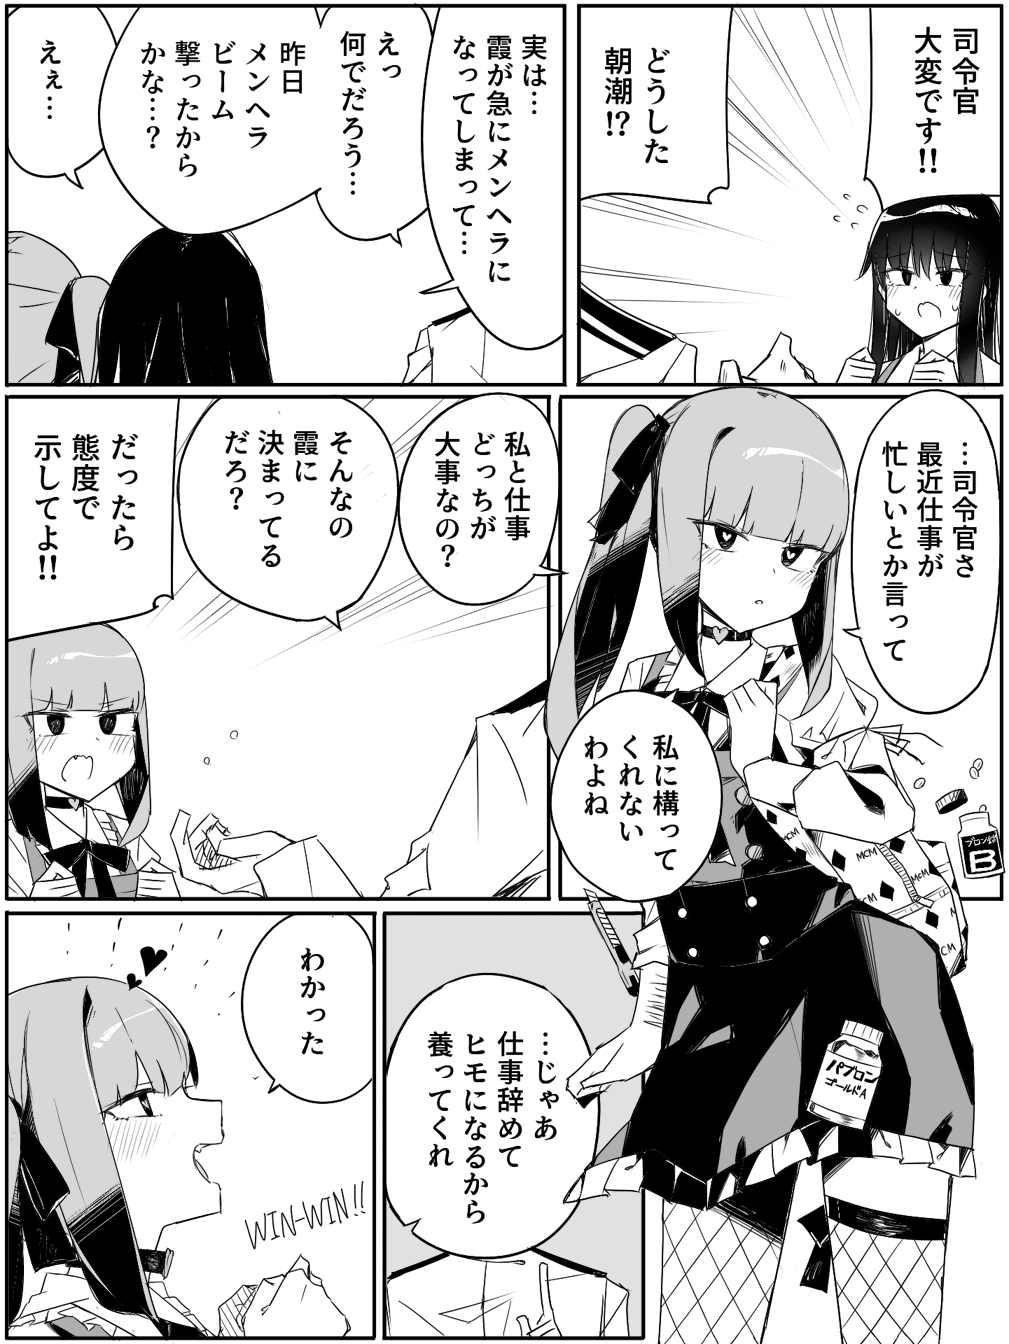 司令官
大変です!!
どうした
朝潮!?
実は…
霞が急にメンヘラに
なってしまって…
えっ
何でだろう…
昨日
メンヘラ
ビーム
撃ったから
かな…?
えぇ…
…司令官さ
最近仕事が
忙しいとか言って
私に構って
くれない
わよね
MCM
MCM
MCM
MCM
ブロン錠
B
パブロン
ゴールドA
私と仕事
どっちが
大事なの?
そんなの
霞に
決まってる
だろ?
だったら
態度で
示してよ!!
…じゃあ
仕事辞めて
ヒモになるから
養ってくれ
わかった
WIN-WIN!!